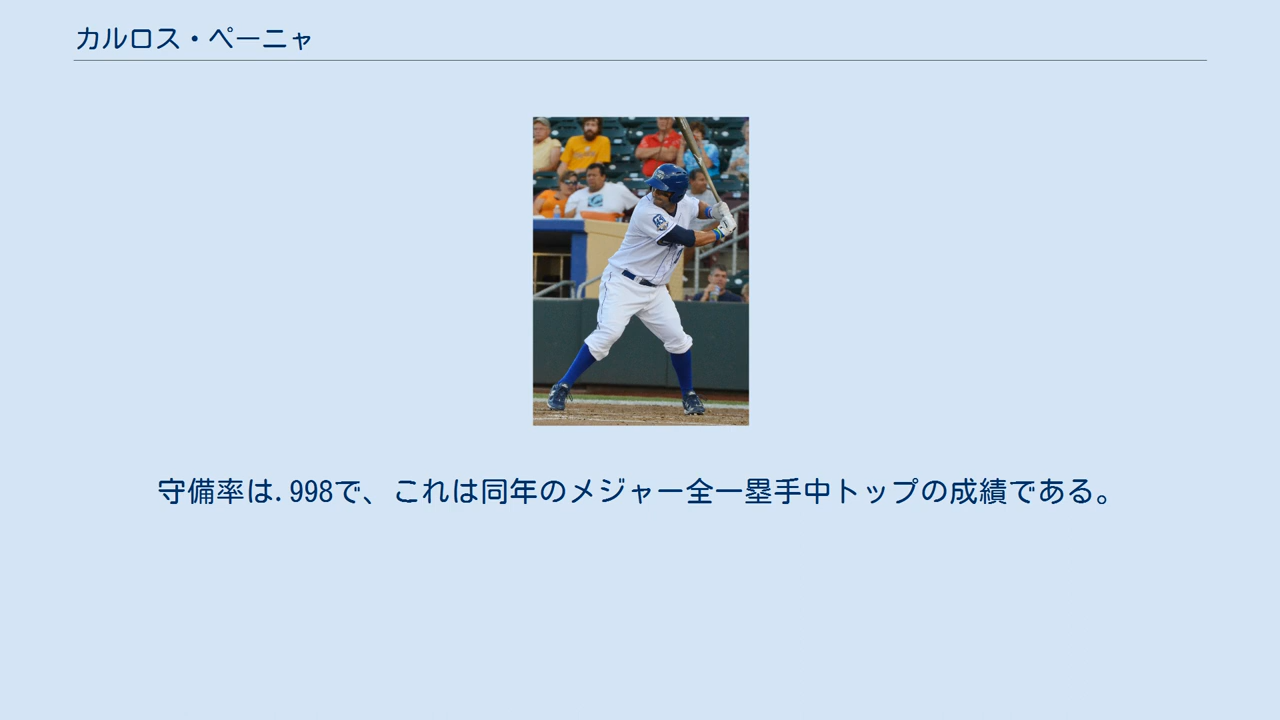 カルロス・ペーニャ
守備率は.998で、これは同年のメジャー全一塁手中トップの成績である。